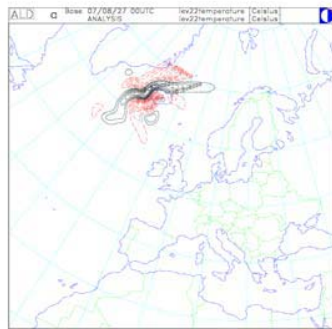 ALD a Base 07/08/27 00UTC lev22temperature [Celsius]
ANALYSIS lev22temperature [Celsius]